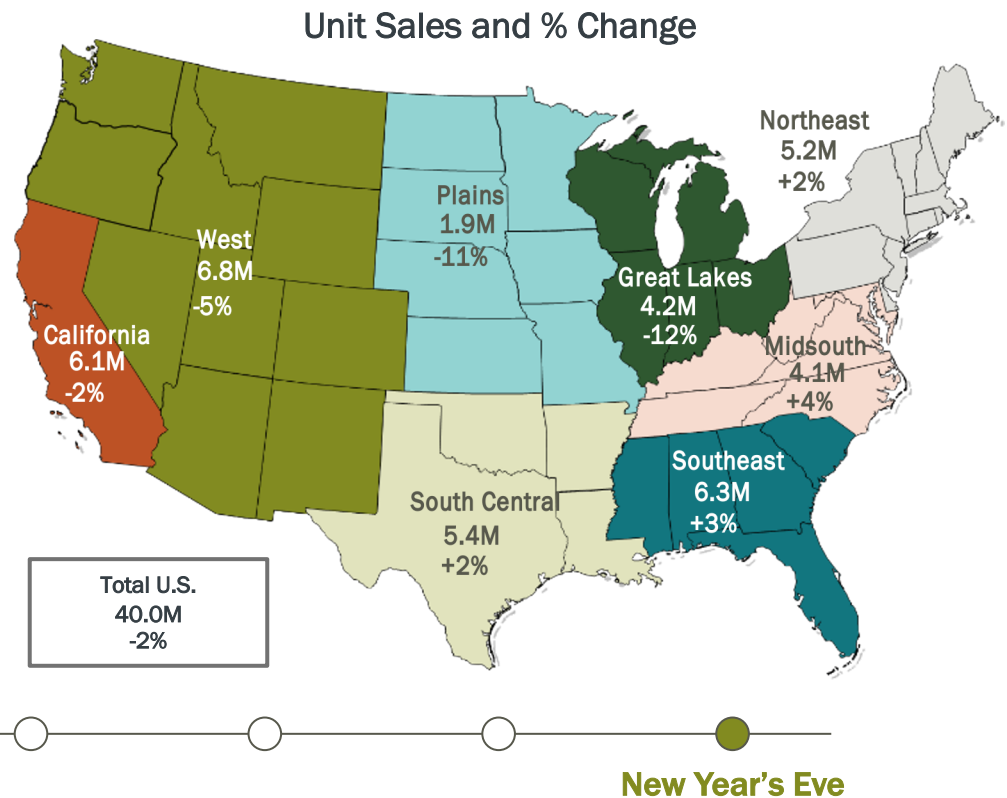 Unit Sales and % Change
Northeast
5.2M
+2%
Plains
1.9M
-11%
West
6.8M
-5%
Great Lakes
4.2M
-12%
California
6.1M
-2%
Midsouth
4.1M
+4%
Southeast
6.3M
+3%
South Central
5.4M
+2%
Total U.S.
40.0M
-2%
New Year's Eve